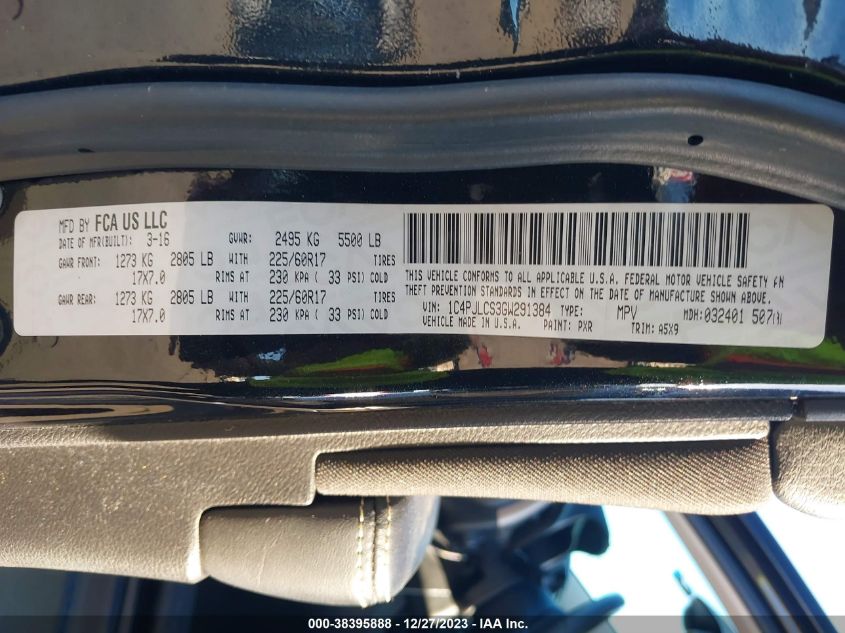 MFD BY FCA US LLC
DATE OF MFR(BUILT): 3-16 GVWR: 2495 KG 5500 LB
GAWR FRONT: 1273 KG 2805 LB WITH 225/60R17 TIRES
17X7.0 RIMS AT 230 KPA ( 33 PSI) COLD
GAWR REAR: 1273 KG 2805 LB WITH 225/60R17 TIRES
17X7.0 RIMS AT 230 KPA ( 33 PSI) COLD
THIS VEHICLE CONFORMS TO ALL APPLICABLE U.S.A. FEDERAL MOTOR VEHICLE SAFETY AN
THEFT PREVENTION STANDARDS IN EFFECT ON THE DATE OF MANUFACTURE SHOWN ABOVE.
VIN: 1C4PJLCS3GW291384 TYPE: MPV MDH: 032401 507
VEHICLE MADE IN U.S.A. PAINT: PXR TRIM: A5X9
000-38395888 - 12/27/2023 - IAA Inc.